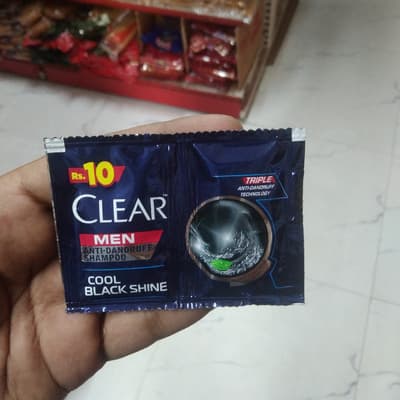 Rs.10
CLEAR
MEN
ANTI-DANDRUFF
SHAMPOO
COOL
BLACK SHINE
TRIPLE
ANTI-DANDRUFF
TECHNOLOGY